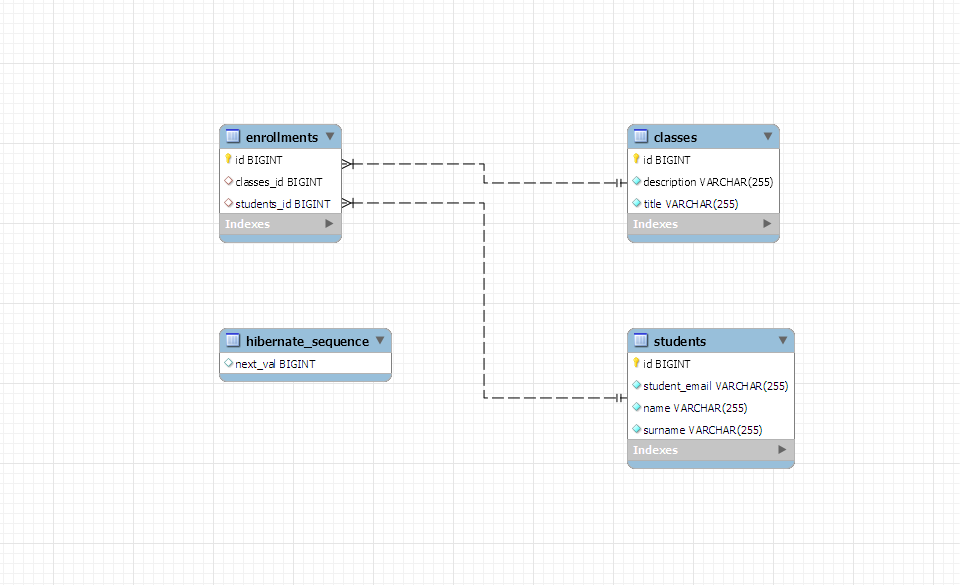 enrollments
id BIGINT
classes_id BIGINT
students_id BIGINT
Indexes
classes
id BIGINT
description VARCHAR(255)
title VARCHAR(255)
Indexes
hibernate_sequence
next_val BIGINT
students
id BIGINT
student_email VARCHAR(255)
name VARCHAR(255)
surname VARCHAR(255)
Indexes